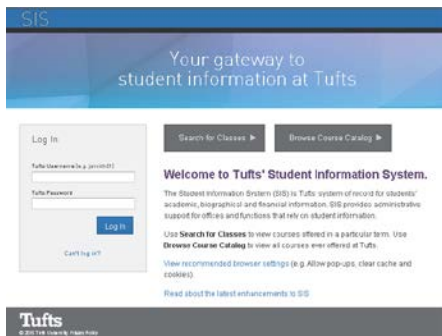 SIS
Your gateway to
student information at Tufts
Log In
Tufts Username (e.g. jsmith01)
Tufts Password
Log In
Can't log in?
Search for Classes ▶
Browse Course Catalog ▶
Welcome to Tufts' Student Information System.
The Student Information System (SIS) is Tufts' system of record for students'
academic, biographical and financial information. SIS provides administrative
support for offices and functions that rely on student information.
Use Search for Classes to view courses offered in a particular term. Use
Browse Course Catalog to view all courses ever offered at Tufts.
View recommended browser settings (e.g. Allow pop-ups, clear cache and
cookies).
Read about the latest enhancements to SIS
Tufts
Tufts University Privacy Policy